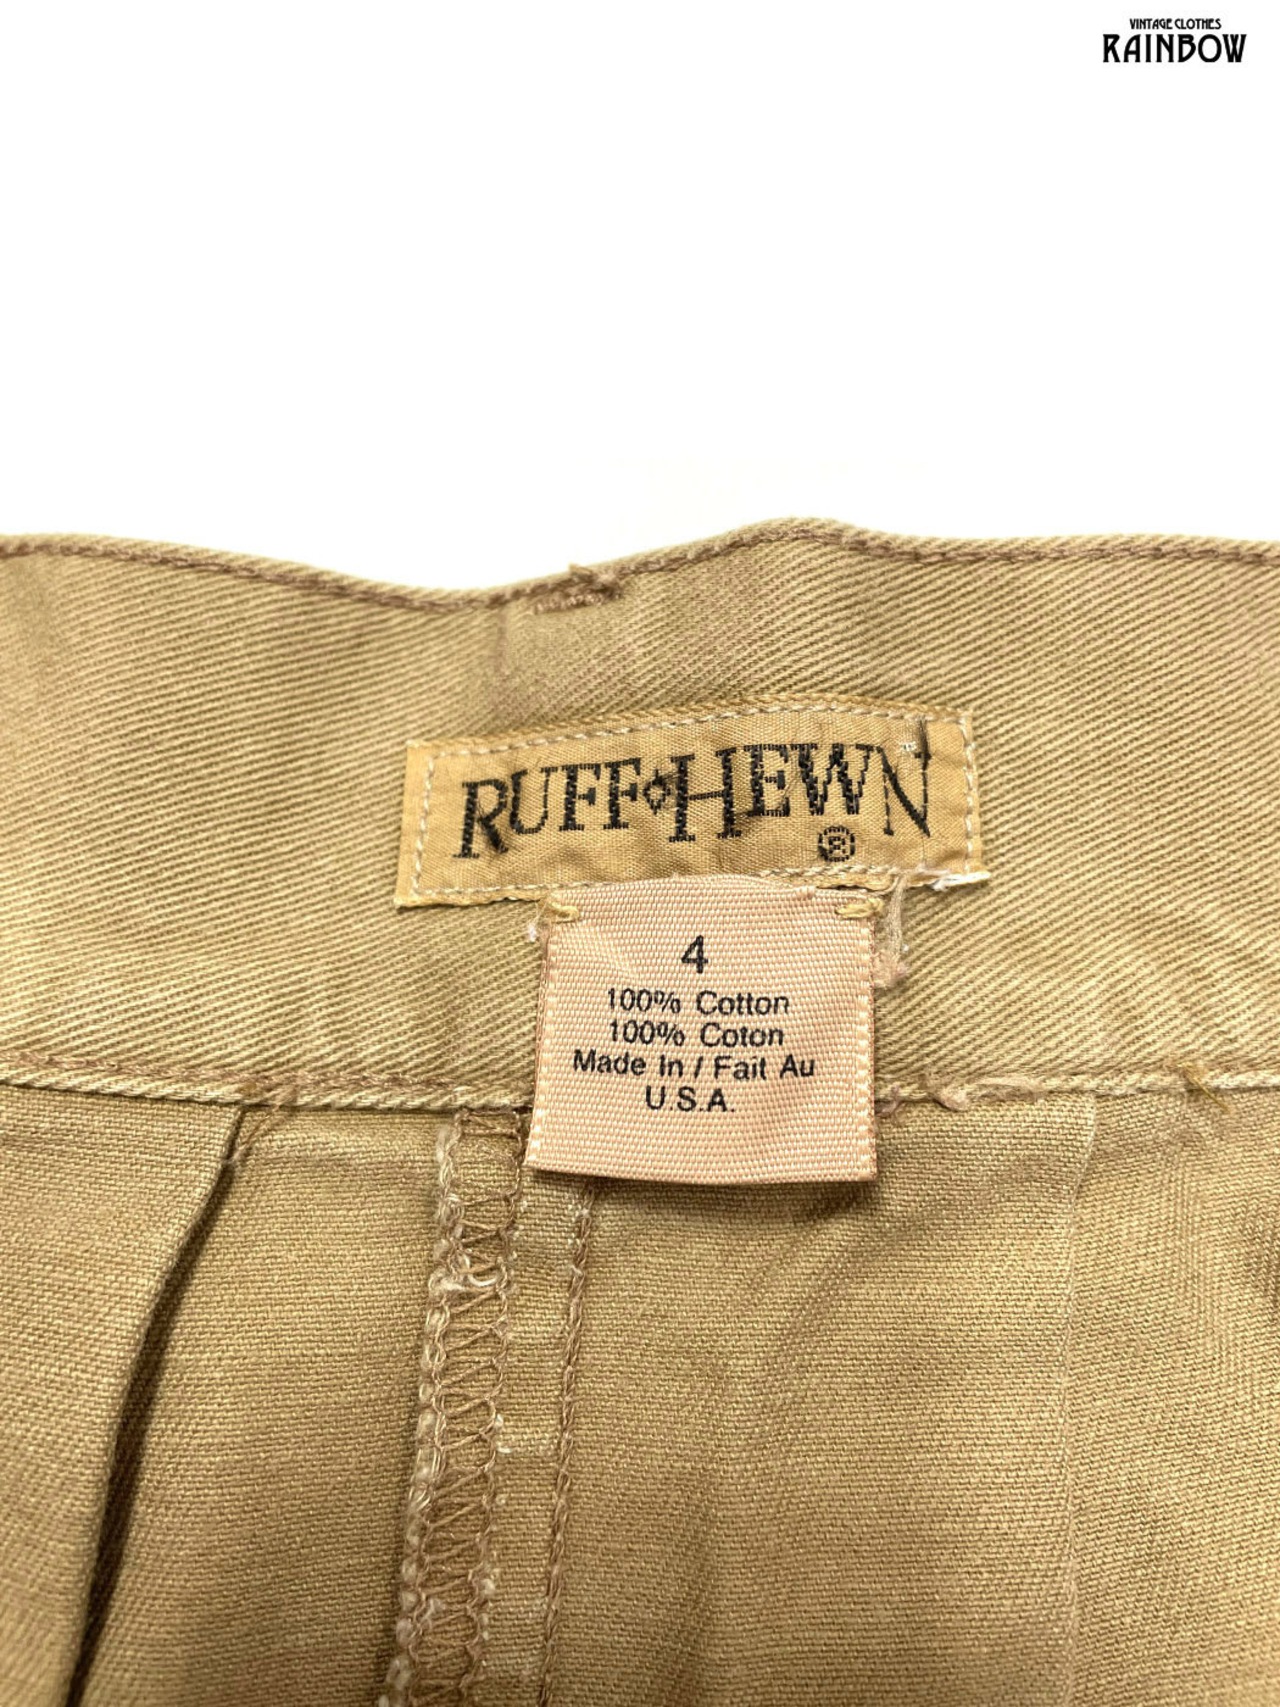 VINTAGE CLOTHES
RAINBOW
RUFF HEWN
®
4
100% Cotton
100% Coton
Made In / Fait Au
U.S.A.